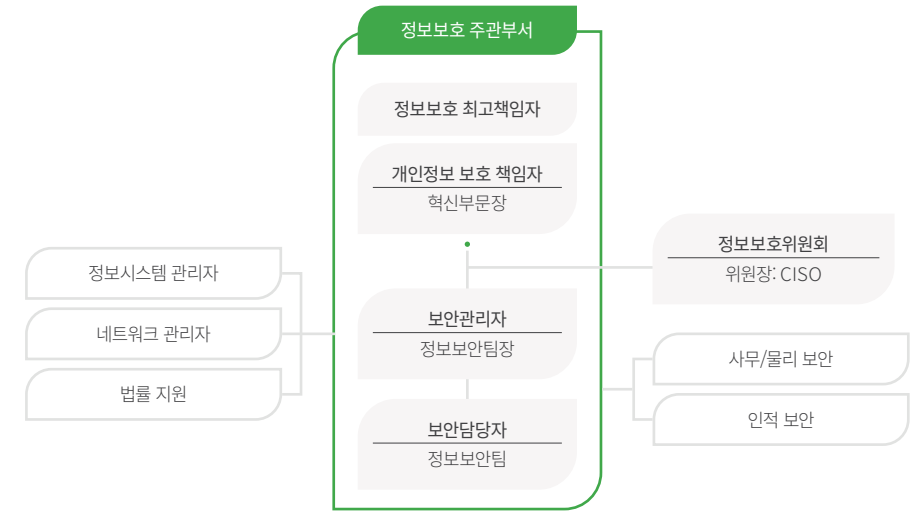 정보보호 주관부서
정보보호 최고책임자
개인정보 보호 책임자
혁신부문장
정보보호위원회
위원장: CISO
정보시스템 관리자
네트워크 관리자
법률 지원
보안관리자
정보보안팀장
사무/물리 보안
인적 보안
보안담당자
정보보안팀